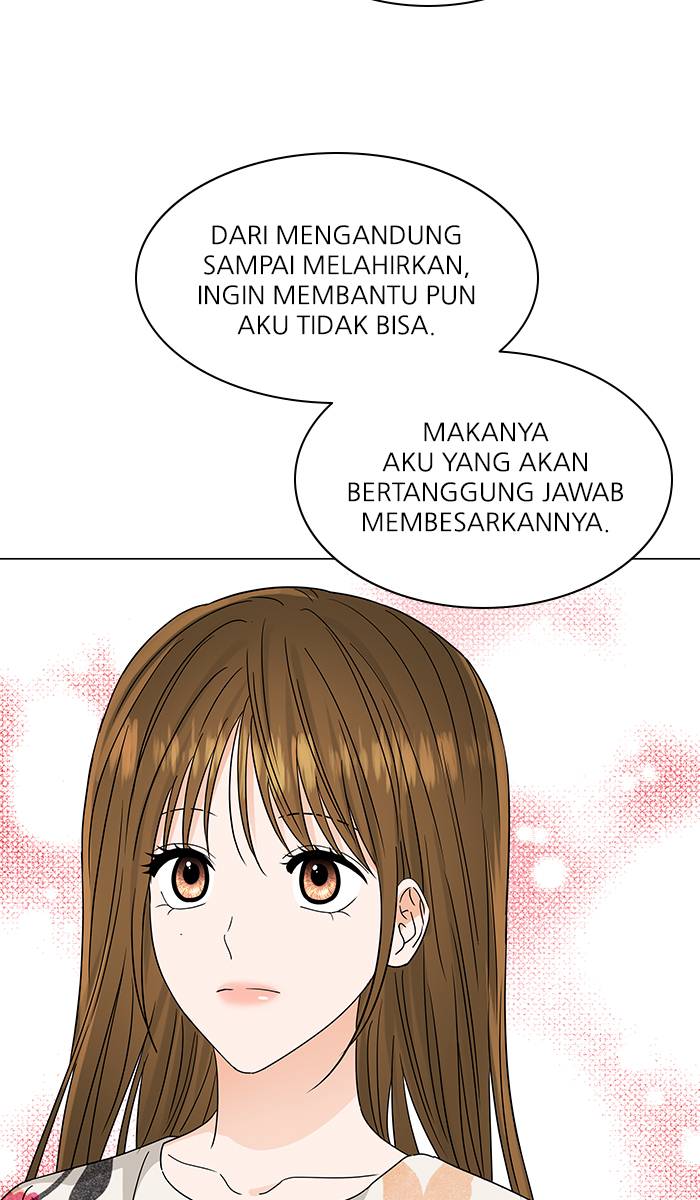 DARI MENGANDUNG
SAMPAI MELAHIRKAN,
INGIN MEMBANTU PUN
AKU TIDAK BISA.
MAKANYA
AKU YANG AKAN
BERTANGGUNG JAWAB
MEMBESARKANNYA.